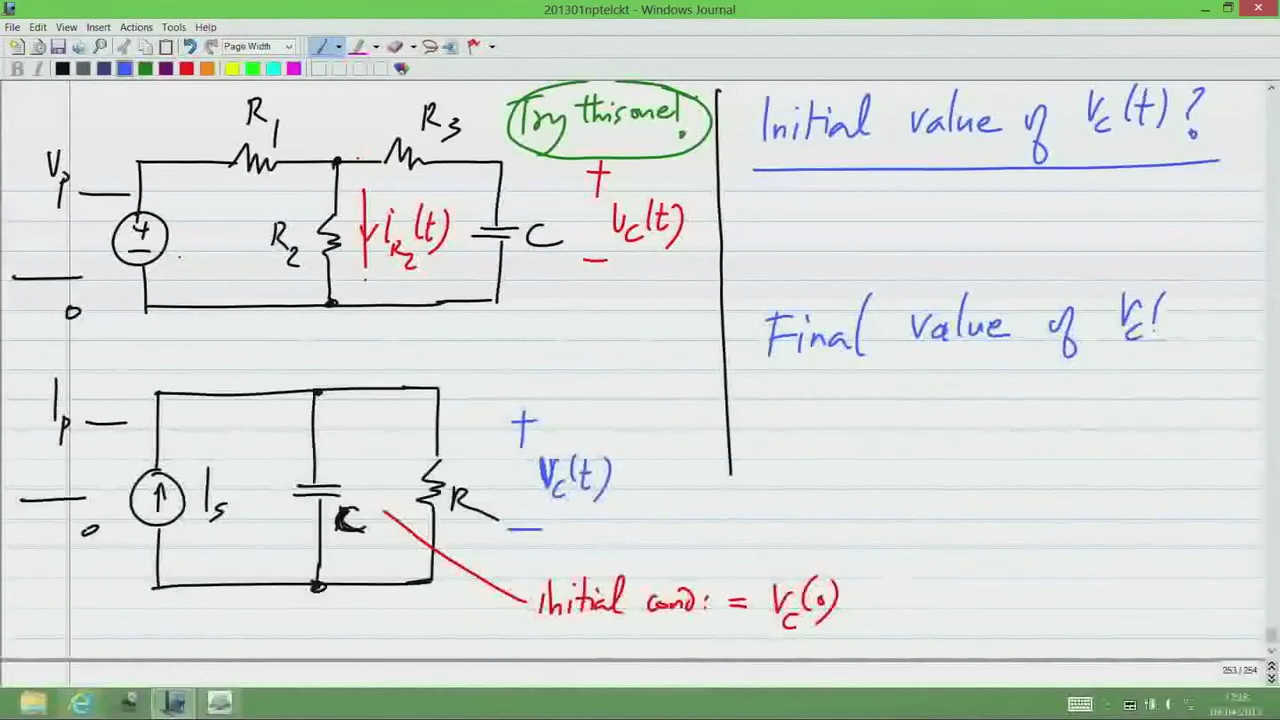 201301nptelckt - Windows Journal
File Edit View Insert Actions Tools Help
Page Width
B I
R1
R3
Try this one!
Vp
+
+
-
R2
iR2(t)
C
vc(t)
-
0
Initial value of Vc(t)?
Final value of Vc!
Ip
+
Is
C
R
Vc(t)
-
0
Initial cond: = Vc(0)
253 / 254